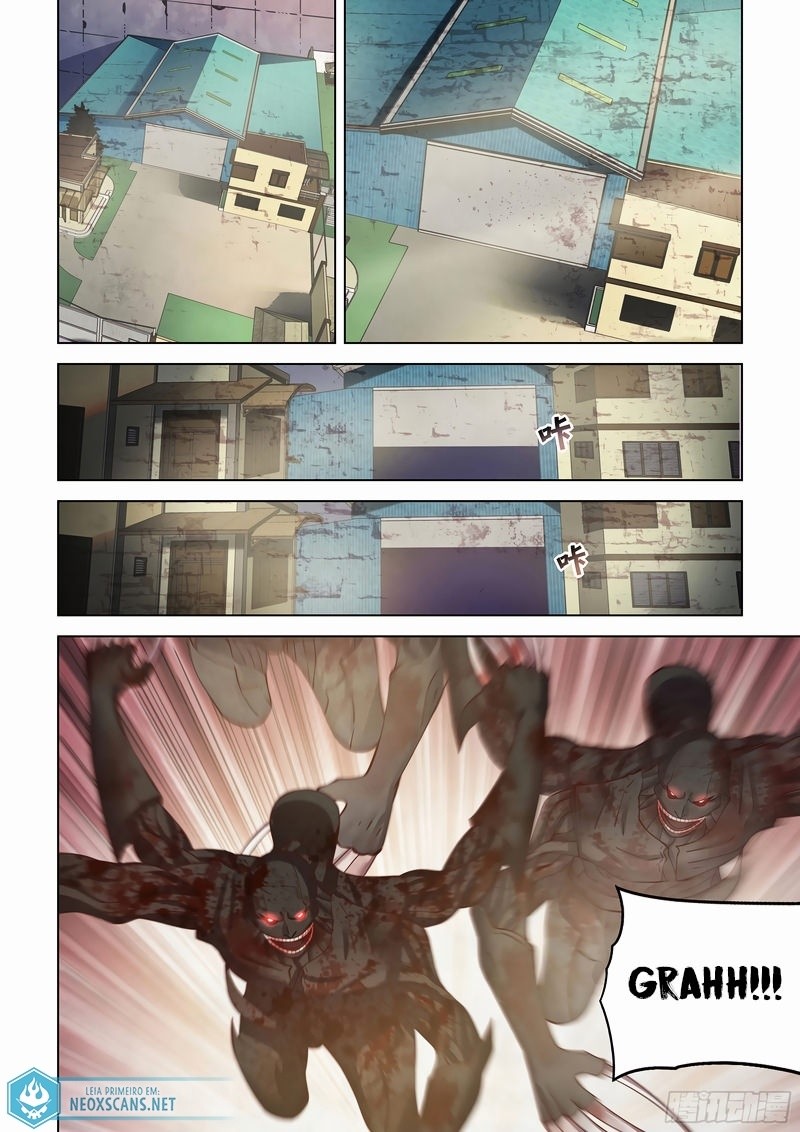 咔
咔
GRAHH!!!
LEIA PRIMEIRO EM:
NEOXSCANS.NET
腾讯动漫